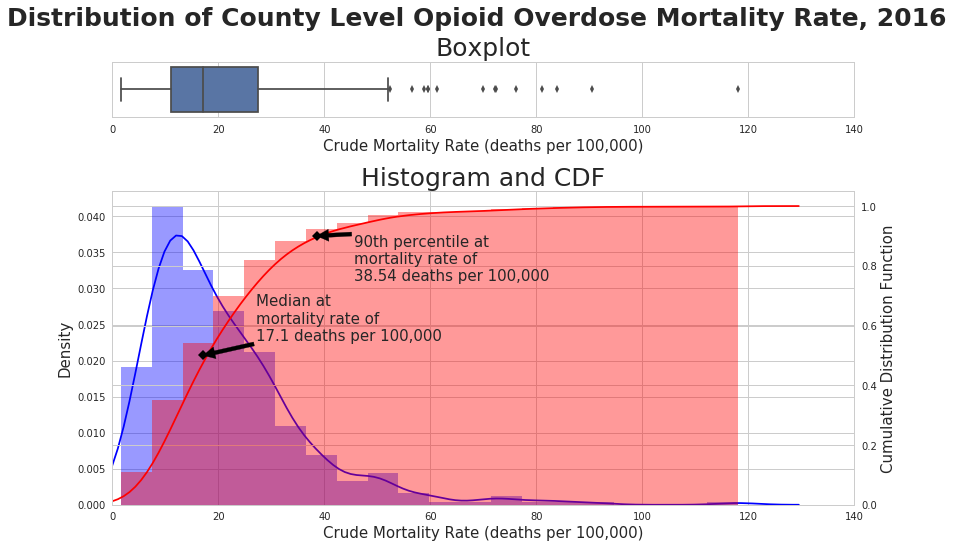 Distribution of County Level Opioid Overdose Mortality Rate, 2016
Boxplot
0 20 40 60 80 100 120 140
Crude Mortality Rate (deaths per 100,000)
Histogram and CDF
0.040
0.035
0.030
0.025
0.020
0.015
0.010
0.005
0.000
Density
90th percentile at
mortality rate of
38.54 deaths per 100,000
Median at
mortality rate of
17.1 deaths per 100,000
1.0
0.8
0.6
0.4
0.2
0.0
Cumulative Distribution Function
0 20 40 60 80 100 120 140
Crude Mortality Rate (deaths per 100,000)